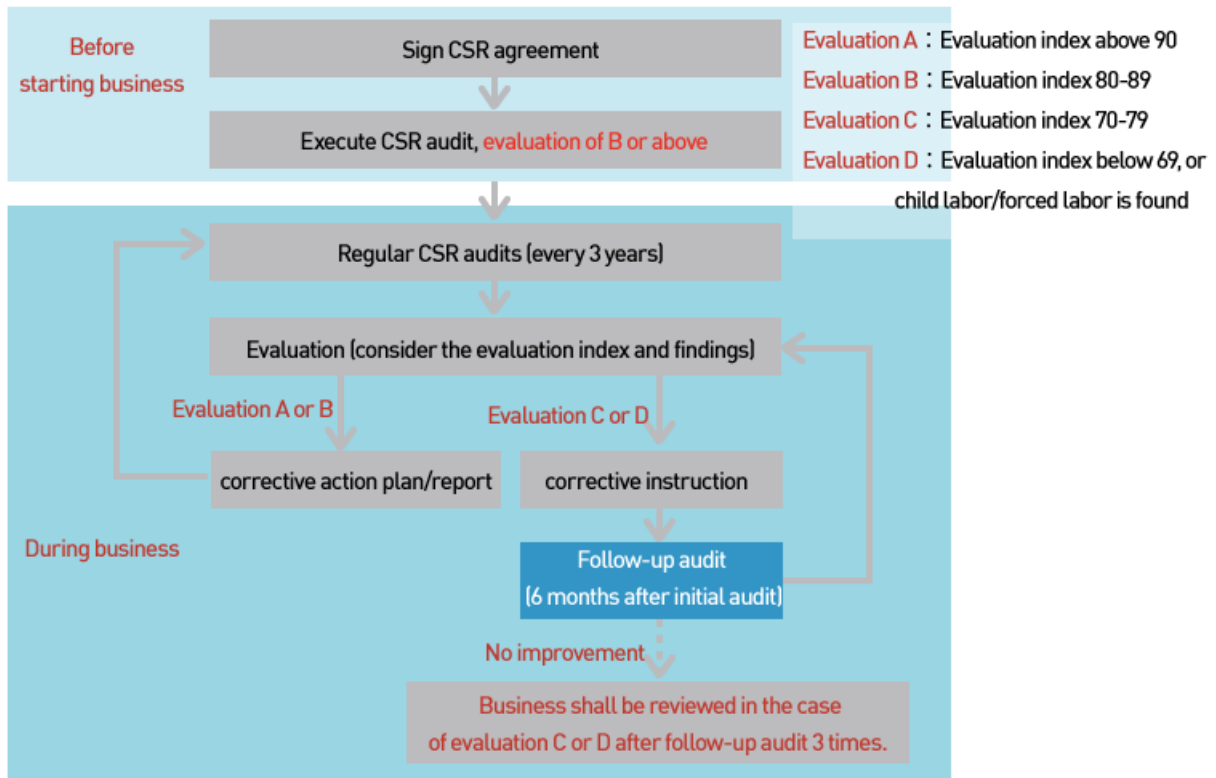 Before
starting business
Sign CSR agreement
Execute CSR audit, evaluation of B or above
Evaluation A：Evaluation index above 90
Evaluation B：Evaluation index 80-89
Evaluation C：Evaluation index 70-79
Evaluation D：Evaluation index below 69, or
child labor/forced labor is found
During business
Regular CSR audits (every 3 years)
Evaluation (consider the evaluation index and findings)
Evaluation A or B
Evaluation C or D
corrective action plan/report
corrective instruction
Follow-up audit
(6 months after initial audit)
No improvement
Business shall be reviewed in the case
of evaluation C or D after follow-up audit 3 times.